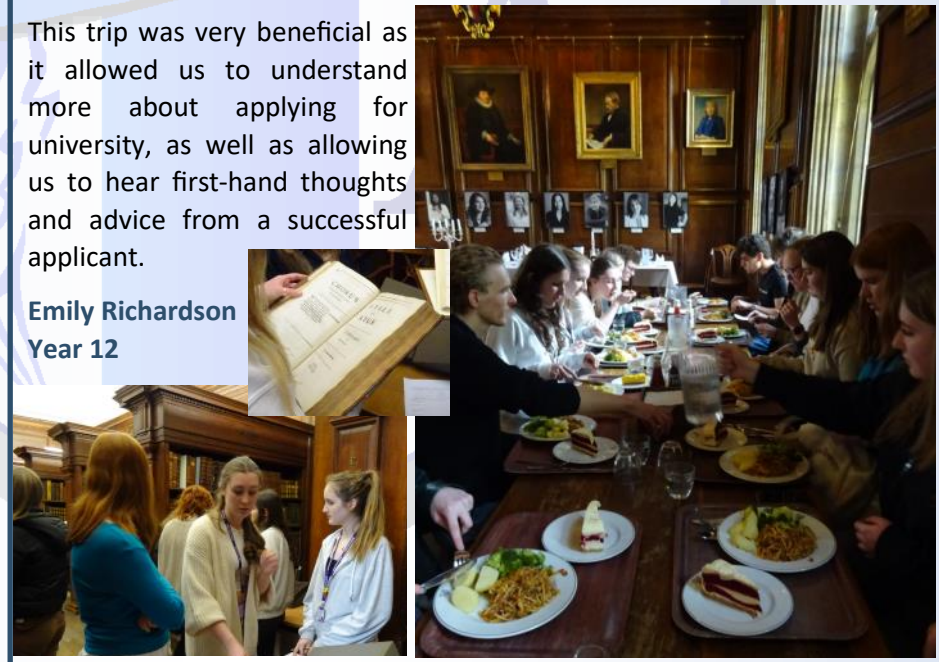 This trip was very beneficial as
it allowed us to understand
more about applying for
university, as well as allowing
us to hear first-hand thoughts
and advice from a successful
applicant.
Emily Richardson
Year 12